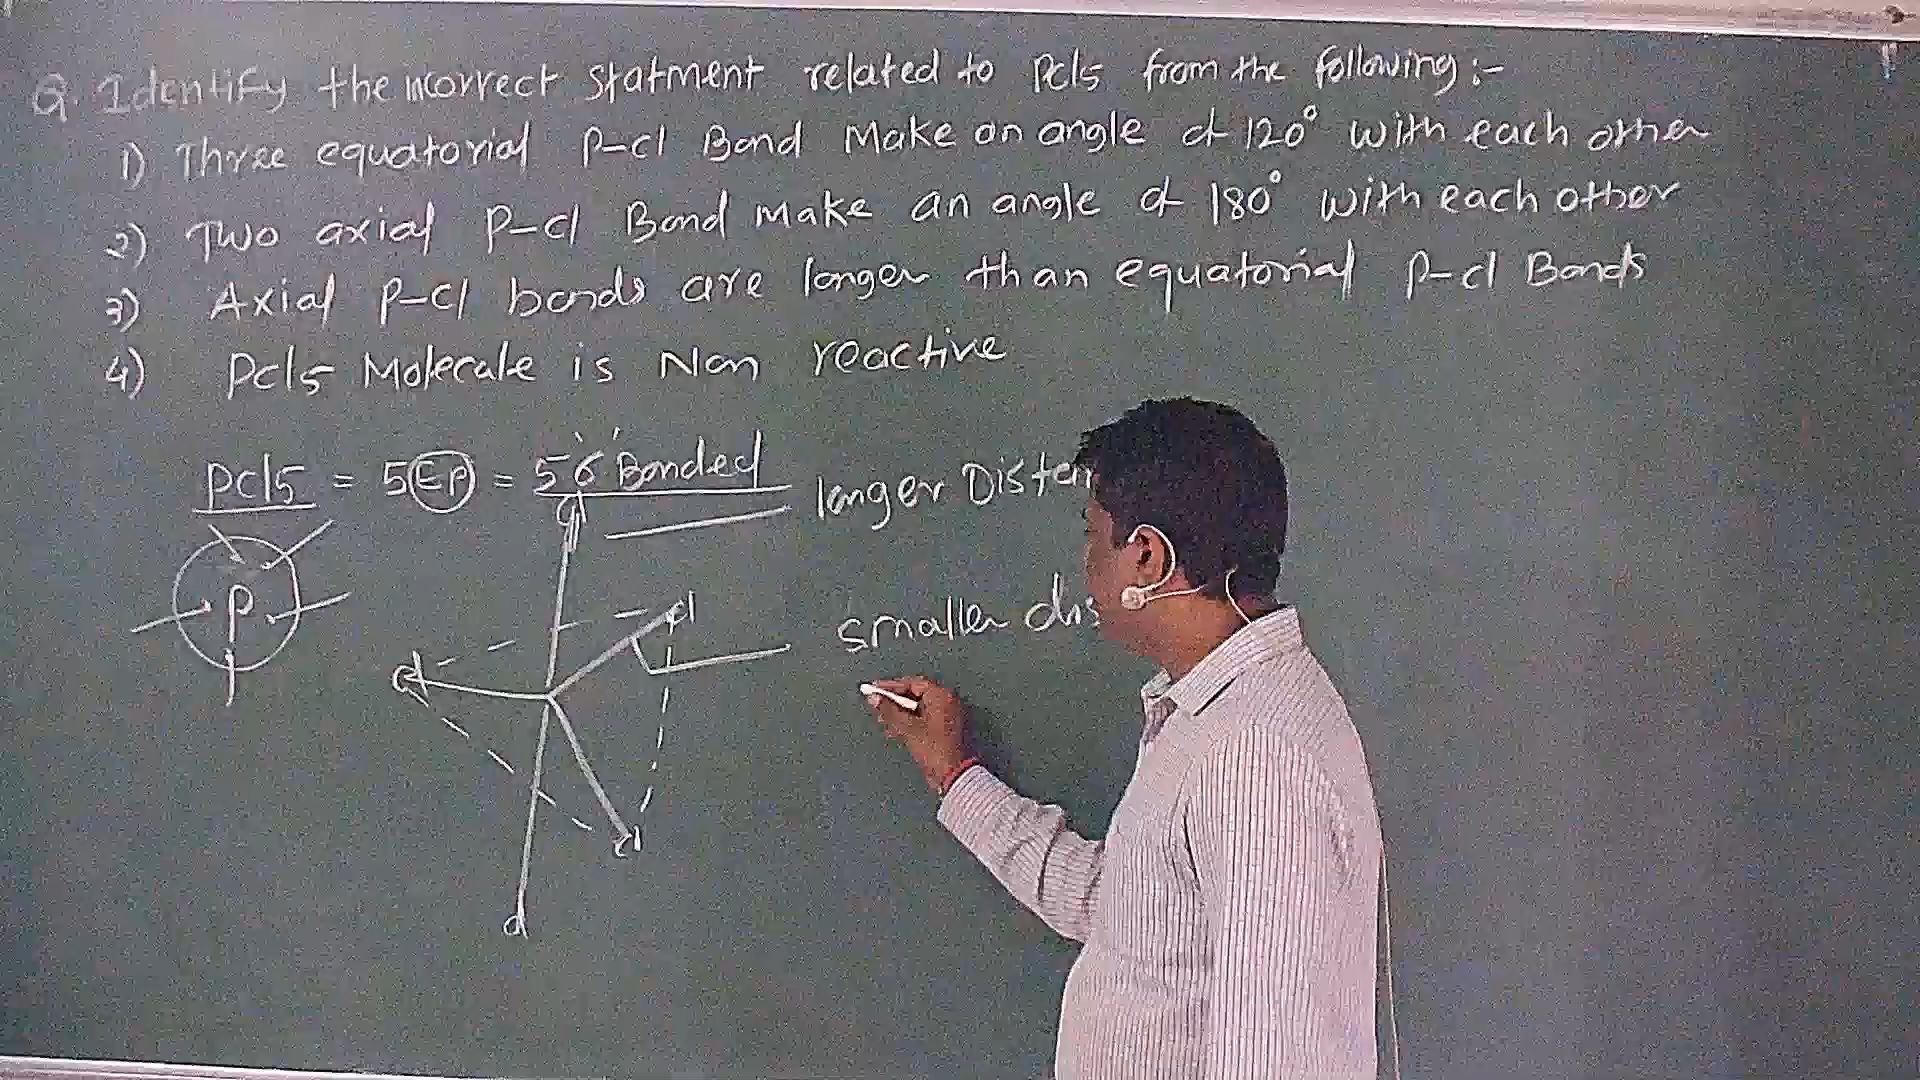 Q. Identify the incorrect statment related to Pcl5 from the following :-
1) Three equatorial P-cl Bond Make an angle of 120° with each other
2) Two axial P-cl Bond Make an angle of 180° with each other
3) Axial P-Cl bonds are longer than equatorial P-cl Bonds
4) Pcl5 Molecule is Non reactive
Pcl5 = 5 EP = 5σ Bonded
cl
longer
P
cl
smaller
cl
cl
cl